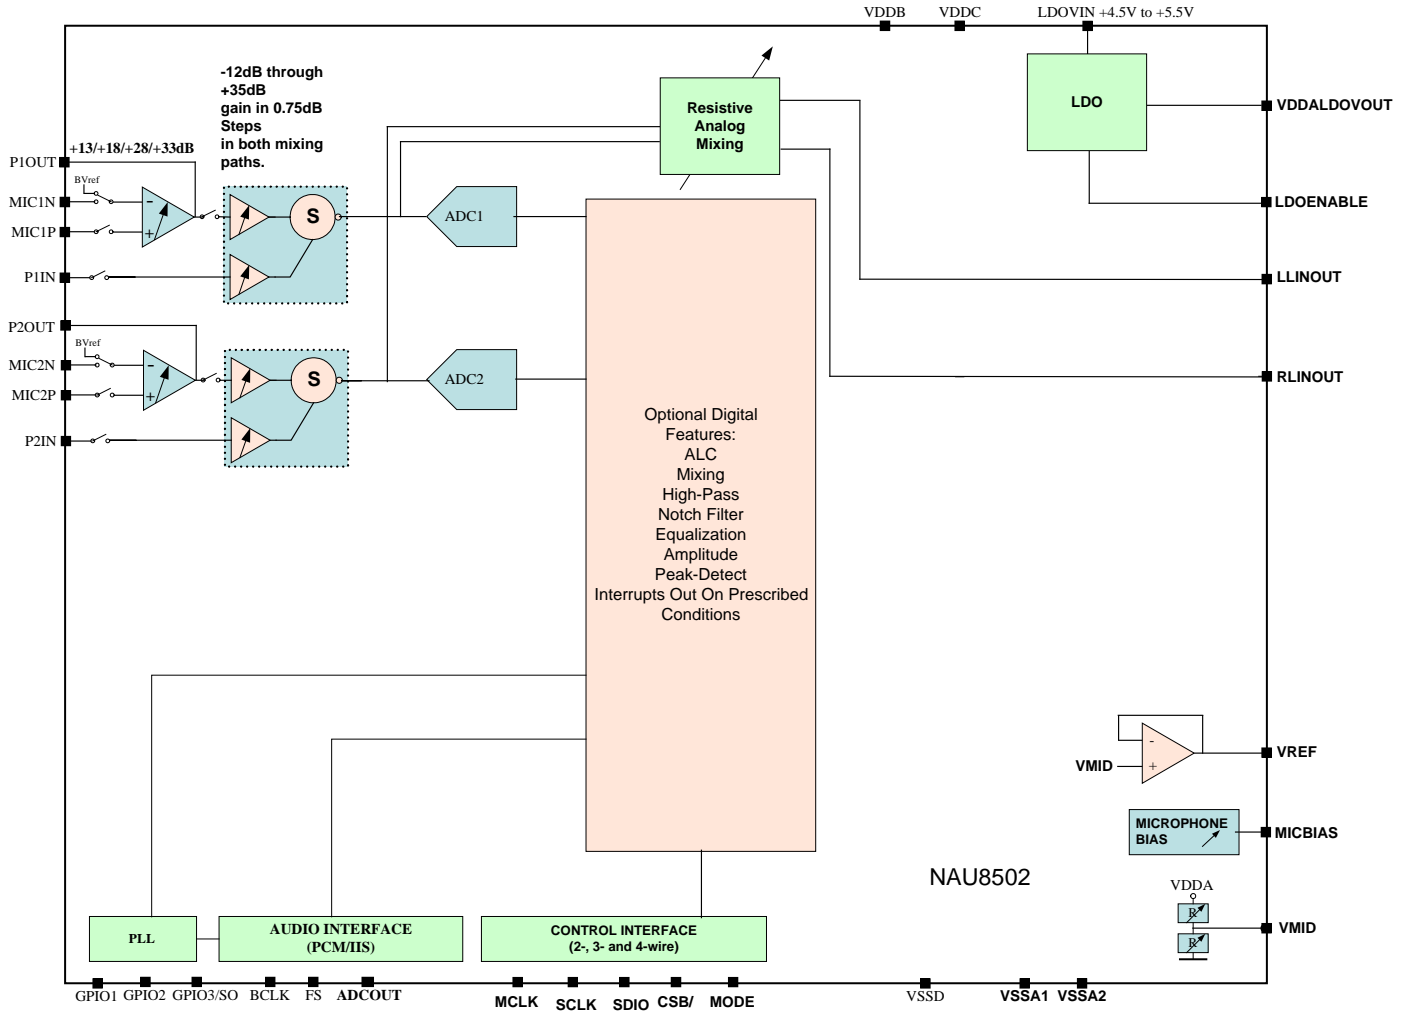 VDDB
VDDC
LDOVIN +4.5V to +5.5V
-12dB through
+35dB
gain in 0.75dB
Steps
in both mixing
paths.
+13/+18/+28/+33dB
Resistive
Analog
Mixing
LDO
VDDALDOVOUT
P1OUT
BVref
MIC1N
-
MIC1P
+
S
ADC1
LDOENABLE
P1IN
LLINOUT
P2OUT
BVref
MIC2N
-
MIC2P
+
S
ADC2
RLINOUT
P2IN
Optional Digital
Features:
ALC
Mixing
High-Pass
Notch Filter
Equalization
Amplitude
Peak-Detect
Interrupts Out On Prescribed
Conditions
-
VMID
+
VREF
MICROPHONE
BIAS
MICBIAS
NAU8502
VDDA
R
R
VMID
PLL
AUDIO INTERFACE
(PCM/IIS)
CONTROL INTERFACE
(2-, 3- and 4-wire)
GPIO1
GPIO2
GPIO3/SO
BCLK
FS
ADCOUT
MCLK
SCLK
SDIO
CSB/
MODE
VSSD
VSSA1
VSSA2